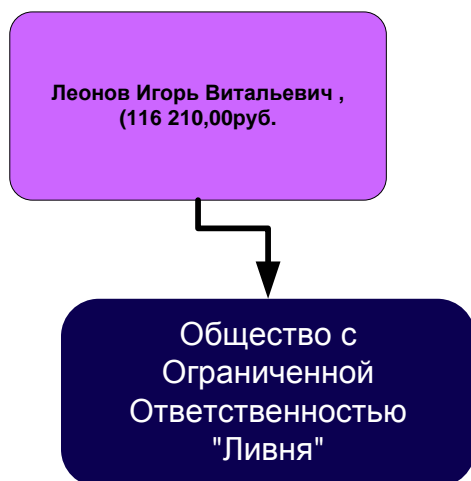 Леонов Игорь Витальевич ,
(116 210,00руб.
Общество с
Ограниченной
Ответственностью
"Ливня"